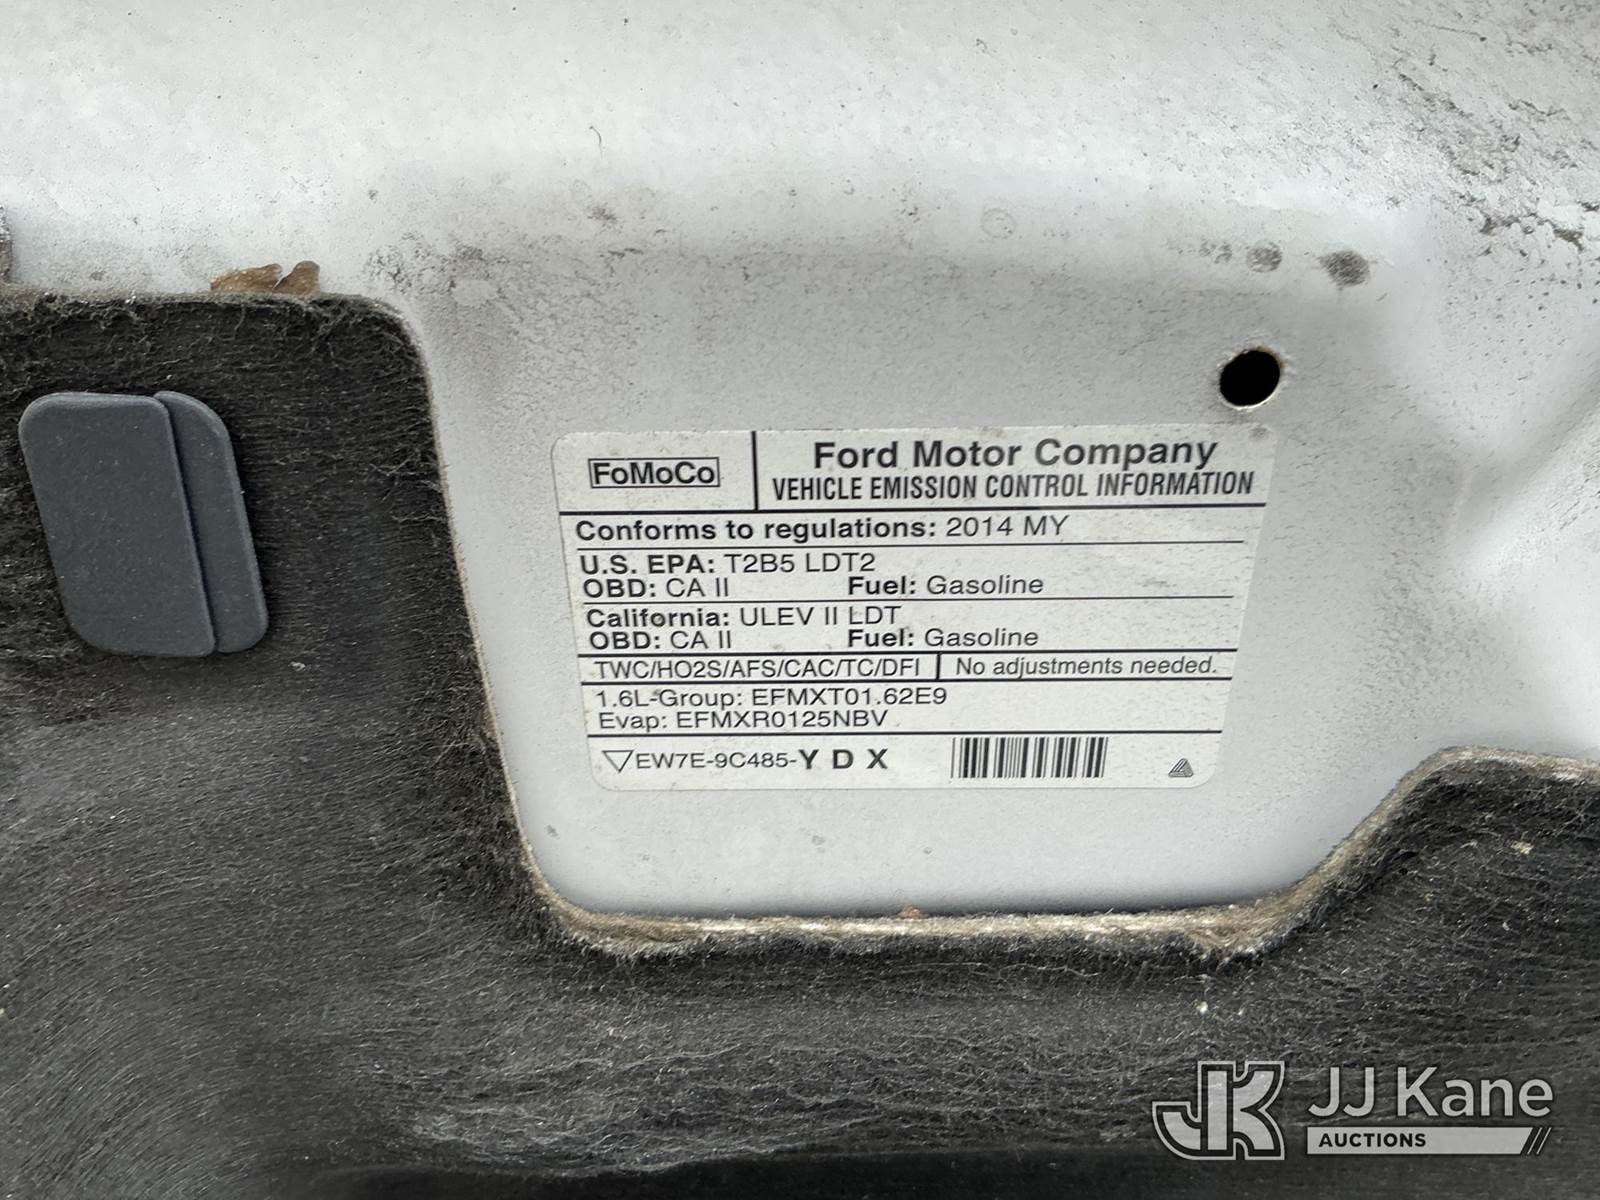 FoMoCo
Ford Motor Company
VEHICLE EMISSION CONTROL INFORMATION
Conforms to regulations: 2014 MY
U.S. EPA: T2B5 LDT2
OBD: CA II Fuel: Gasoline
California: ULEV II LDT
OBD: CA II Fuel: Gasoline
TWC/HO2S/AFS/CAC/TC/DFI No adjustments needed.
1.6L-Group: EFMXT01.62E9
Evap: EFMXR0125NBV
EW7E-9C485-Y D X
JK JJ Kane
AUCTIONS